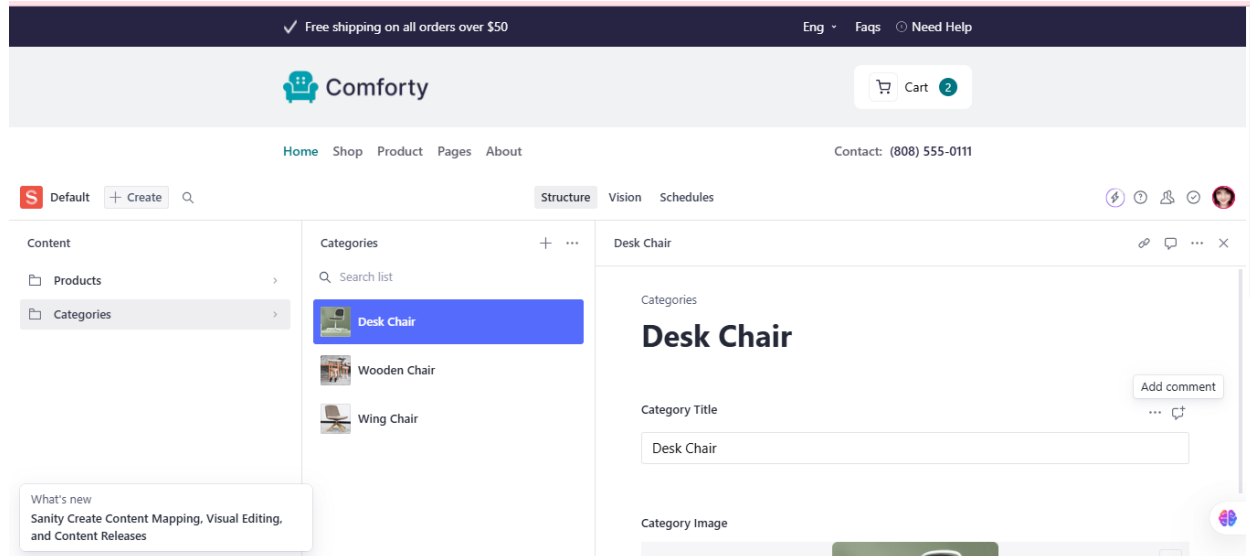 Free shipping on all orders over $50
Eng Faqs Need Help
Comforty
Cart 2
Home Shop Product Pages About
Contact: (808) 555-0111
S Default + Create
Structure Vision Schedules
Content
Products
Categories
Categories
Search list
Desk Chair
Wooden Chair
Wing Chair
Desk Chair
Categories
Desk Chair
Add comment
Category Title
Desk Chair
Category Image
What's new
Sanity Create Content Mapping, Visual Editing,
and Content Releases